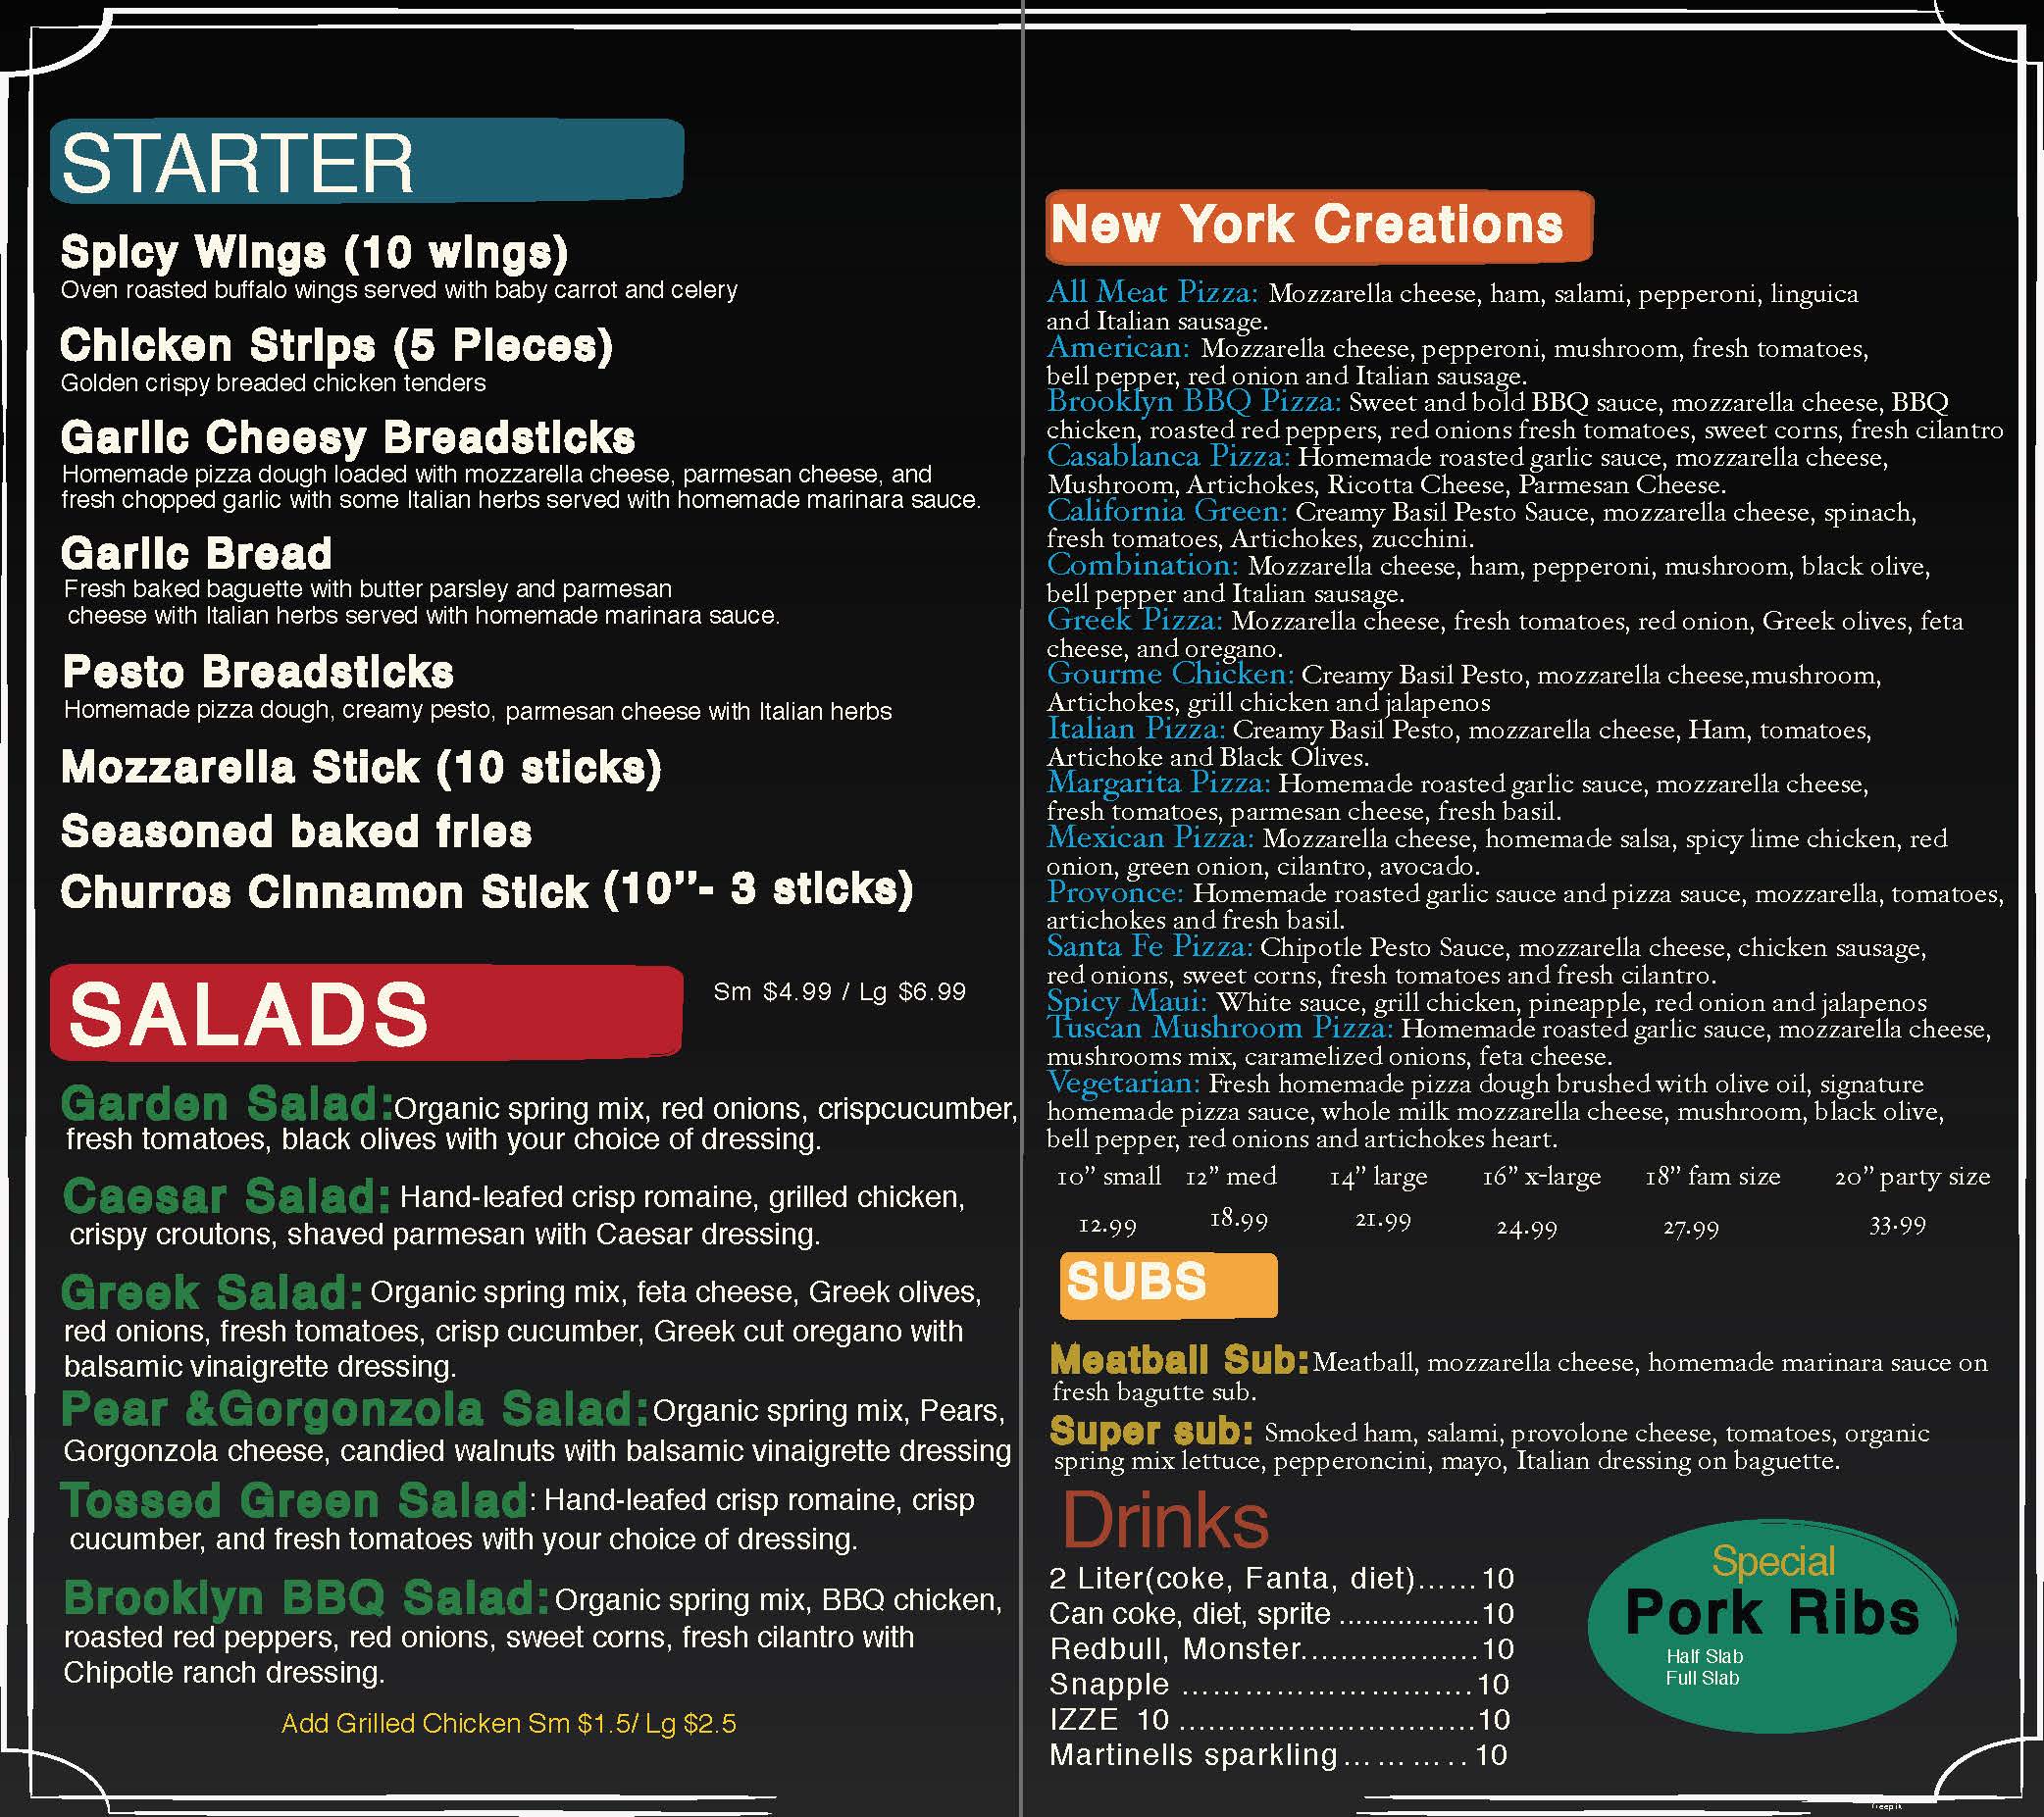 STARTER
Spicy Wings (10 wings)
Oven roasted buffalo wings served with baby carrot and celery
Chicken Strips (5 Pieces)
Golden crispy breaded chicken tenders
Garlic Cheesy Breadsticks
Homemade pizza dough loaded with mozzarella cheese, parmesan cheese, and
fresh chopped garlic with some Italian herbs served with homemade marinara sauce.
Garlic Bread
Fresh baked baguette with butter parsley and parmesan
cheese with Italian herbs served with homemade marinara sauce.
Pesto Breadsticks
Homemade pizza dough, creamy pesto, parmesan cheese with Italian herbs
Mozzarella Stick (10 sticks)
Seasoned baked fries
Churros Cinnamon Stick (10”- 3 sticks)
SALADS
Sm $4.99 / Lg $6.99
Garden Salad:Organic spring mix, red onions, crispcucumber,
fresh tomatoes, black olives with your choice of dressing.
Caesar Salad: Hand-leafed crisp romaine, grilled chicken,
crispy croutons, shaved parmesan with Caesar dressing.
Greek Salad: Organic spring mix, feta cheese, Greek olives,
red onions, fresh tomatoes, crisp cucumber, Greek cut oregano with
balsamic vinaigrette dressing.
Pear &Gorgonzola Salad:Organic spring mix, Pears,
Gorgonzola cheese, candied walnuts with balsamic vinaigrette dressing
Tossed Green Salad: Hand-leafed crisp romaine, crisp
cucumber, and fresh tomatoes with your choice of dressing.
Brooklyn BBQ Salad:Organic spring mix, BBQ chicken,
roasted red peppers, red onions, sweet corns, fresh cilantro with
Chipotle ranch dressing.
Add Grilled Chicken Sm $1.5/ Lg $2.5
New York Creations
All Meat Pizza: Mozzarella cheese, ham, salami, pepperoni, linguica
and Italian sausage.
American: Mozzarella cheese, pepperoni, mushroom, fresh tomatoes,
bell pepper, red onion and Italian sausage.
Brooklyn BBQ Pizza: Sweet and bold BBQ sauce, mozzarella cheese, BBQ
chicken, roasted red peppers, red onions fresh tomatoes, sweet corns, fresh cilantro
Casablanca Pizza: Homemade roasted garlic sauce, mozzarella cheese,
Mushroom, Artichokes, Ricotta Cheese, Parmesan Cheese.
California Green: Creamy Basil Pesto Sauce, mozzarella cheese, spinach,
fresh tomatoes, Artichokes, zucchini.
Combination: Mozzarella cheese, ham, pepperoni, mushroom, black olive,
bell pepper and Italian sausage.
Greek Pizza: Mozzarella cheese, fresh tomatoes, red onion, Greek olives, feta
cheese, and oregano.
Gourme Chicken: Creamy Basil Pesto, mozzarella cheese,mushroom,
Artichokes, grill chicken and jalapenos
Italian Pizza: Creamy Basil Pesto, mozzarella cheese, Ham, tomatoes,
Artichoke and Black Olives.
Margarita Pizza: Homemade roasted garlic sauce, mozzarella cheese,
fresh tomatoes, parmesan cheese, fresh basil.
Mexican Pizza: Mozzarella cheese, homemade salsa, spicy lime chicken, red
onion, green onion, cilantro, avocado.
Provonce: Homemade roasted garlic sauce and pizza sauce, mozzarella, tomatoes,
artichokes and fresh basil.
Santa Fe Pizza: Chipotle Pesto Sauce, mozzarella cheese, chicken sausage,
red onions, sweet corns, fresh tomatoes and fresh cilantro.
Spicy Maui: White sauce, grill chicken, pineapple, red onion and jalapenos
Tuscan Mushroom Pizza: Homemade roasted garlic sauce, mozzarella cheese,
mushrooms mix, caramelized onions, feta cheese.
Vegetarian: Fresh homemade pizza dough brushed with olive oil, signature
homemade pizza sauce, whole milk mozzarella cheese, mushroom, black olive,
bell pepper, red onions and artichokes heart.
10” small 12” med 14” large 16” x-large 18” fam size 20” party size
12.99 18.99 21.99 24.99 27.99 33.99
SUBS
Meatball Sub:Meatball, mozzarella cheese, homemade marinara sauce on
fresh bagutte sub.
Super sub: Smoked ham, salami, provolone cheese, tomatoes, organic
spring mix lettuce, pepperoncini, mayo, Italian dressing on baguette.
Drinks
2 Liter(coke, Fanta, diet)......10
Can coke, diet, sprite .................10
Redbull, Monster..................10
Snapple ............................10
IZZE 10 ..............................10
Martinells sparkling.......... 10
Special
Pork Ribs
Half Slab
Full Slab
freepik